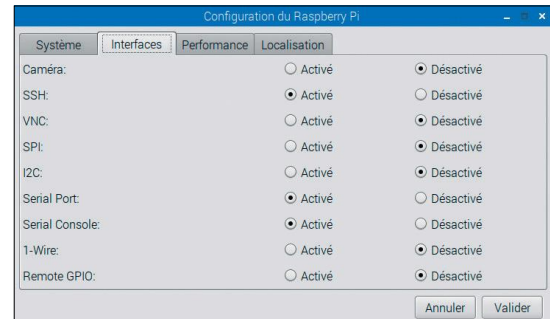 Configuration du Raspberry Pi
Système Interfaces Performance Localisation
Caméra: Activé Désactivé
SSH: Activé Désactivé
VNC: Activé Désactivé
SPI: Activé Désactivé
I2C: Activé Désactivé
Serial Port: Activé Désactivé
Serial Console: Activé Désactivé
1-Wire: Activé Désactivé
Remote GPIO: Activé Désactivé
Annuler Valider